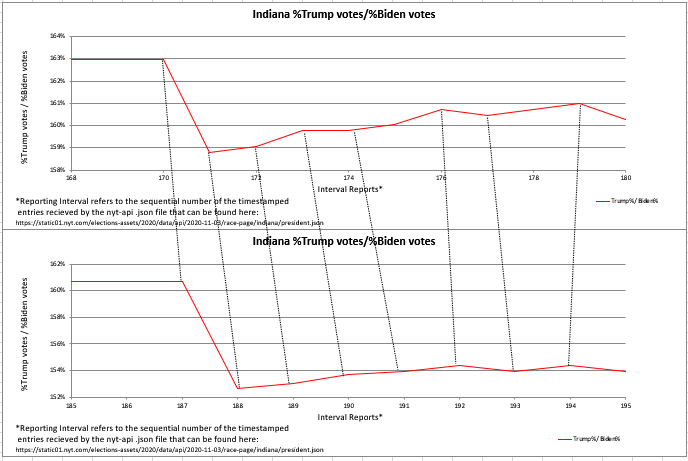 Indiana %Trump votes/%Biden votes
164%
163%
162%
161%
160%
159%
158%
%Trump votes / %Biden votes
168 170 172 174 176 178 180
Interval Reports*
*Reporting Interval refers to the sequential number of the timestamped
entries recieved by the nyt-api .json file that can be found here:
https://static01.nyt.com/elections-assets/2020/data/api/2020-11-03/race-page/indiana/president.json
Trump%/ Biden%
Indiana %Trump votes/%Biden votes
162%
160%
158%
156%
154%
152%
%Trump votes / %Biden votes
185 186 187 188 189 190 191 192 193 194 195
Interval Reports*
*Reporting Interval refers to the sequential number of the timestamped
entries recieved by the nyt-api .json file that can be found here:
https://static01.nyt.com/elections-assets/2020/data/api/2020-11-03/race-page/indiana/president.json
Trump%/ Biden%